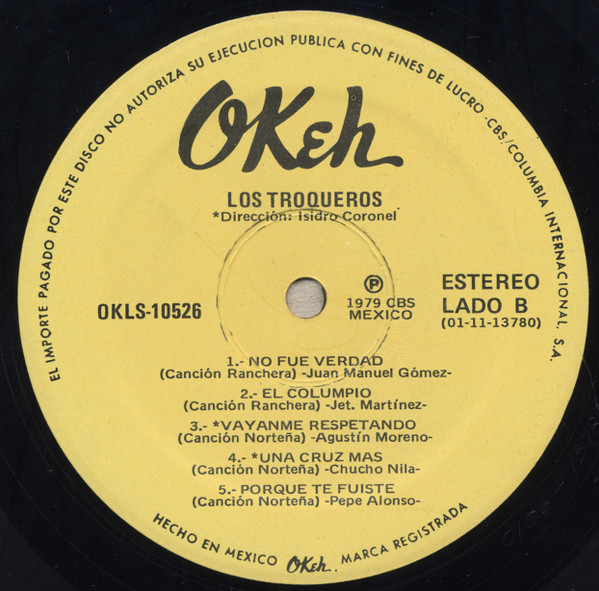 EL IMPORTE PAGADO POR ESTE DISCO NO AUTORIZA SU EJECUCION PUBLICA CON FINES DE LUCRO-CBS/COLUMBIA INTERNACIONAL, S.A.
OKeh
LOS TROQUEROS
*Dirección: Isidro Coronel
OKLS-10526
Ⓟ
1979 CBS
MEXICO
ESTEREO
LADO B
(01-11-13780)
1.- NO FUE VERDAD
(Canción Ranchera) -Juan Manuel Gómez-
2.- EL COLUMPIO
(Canción Ranchera) -Jet. Martínez-
3.- *VAYANME RESPETANDO
(Canción Norteña) -Agustín Moreno-
4.- *UNA CRUZ MAS
(Canción Norteña) -Chucho Nila-
5.- PORQUE TE FUISTE
(Canción Norteña) -Pepe Alonso-
HECHO EN MEXICO OKeh. MARCA REGISTRADA